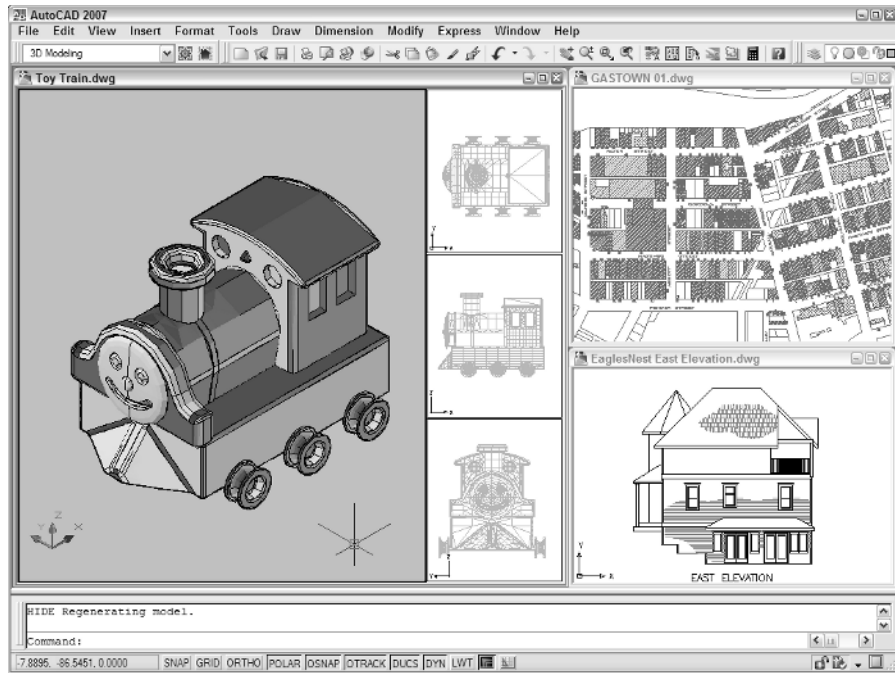 AutoCAD 2007
File Edit View Insert Format Tools Draw Dimension Modify Express Window Help
3D Modeling
Toy Train.dwg
GASTOWN 01.dwg
EaglesNest East Elevation.dwg
Z
Y X
EAST ELEVATION
HIDE Regenerating model.
Command:
-7.8895, -86.5451, 0.0000 SNAP GRID ORTHO POLAR OSNAP OTRACK DUCS DYN LWT